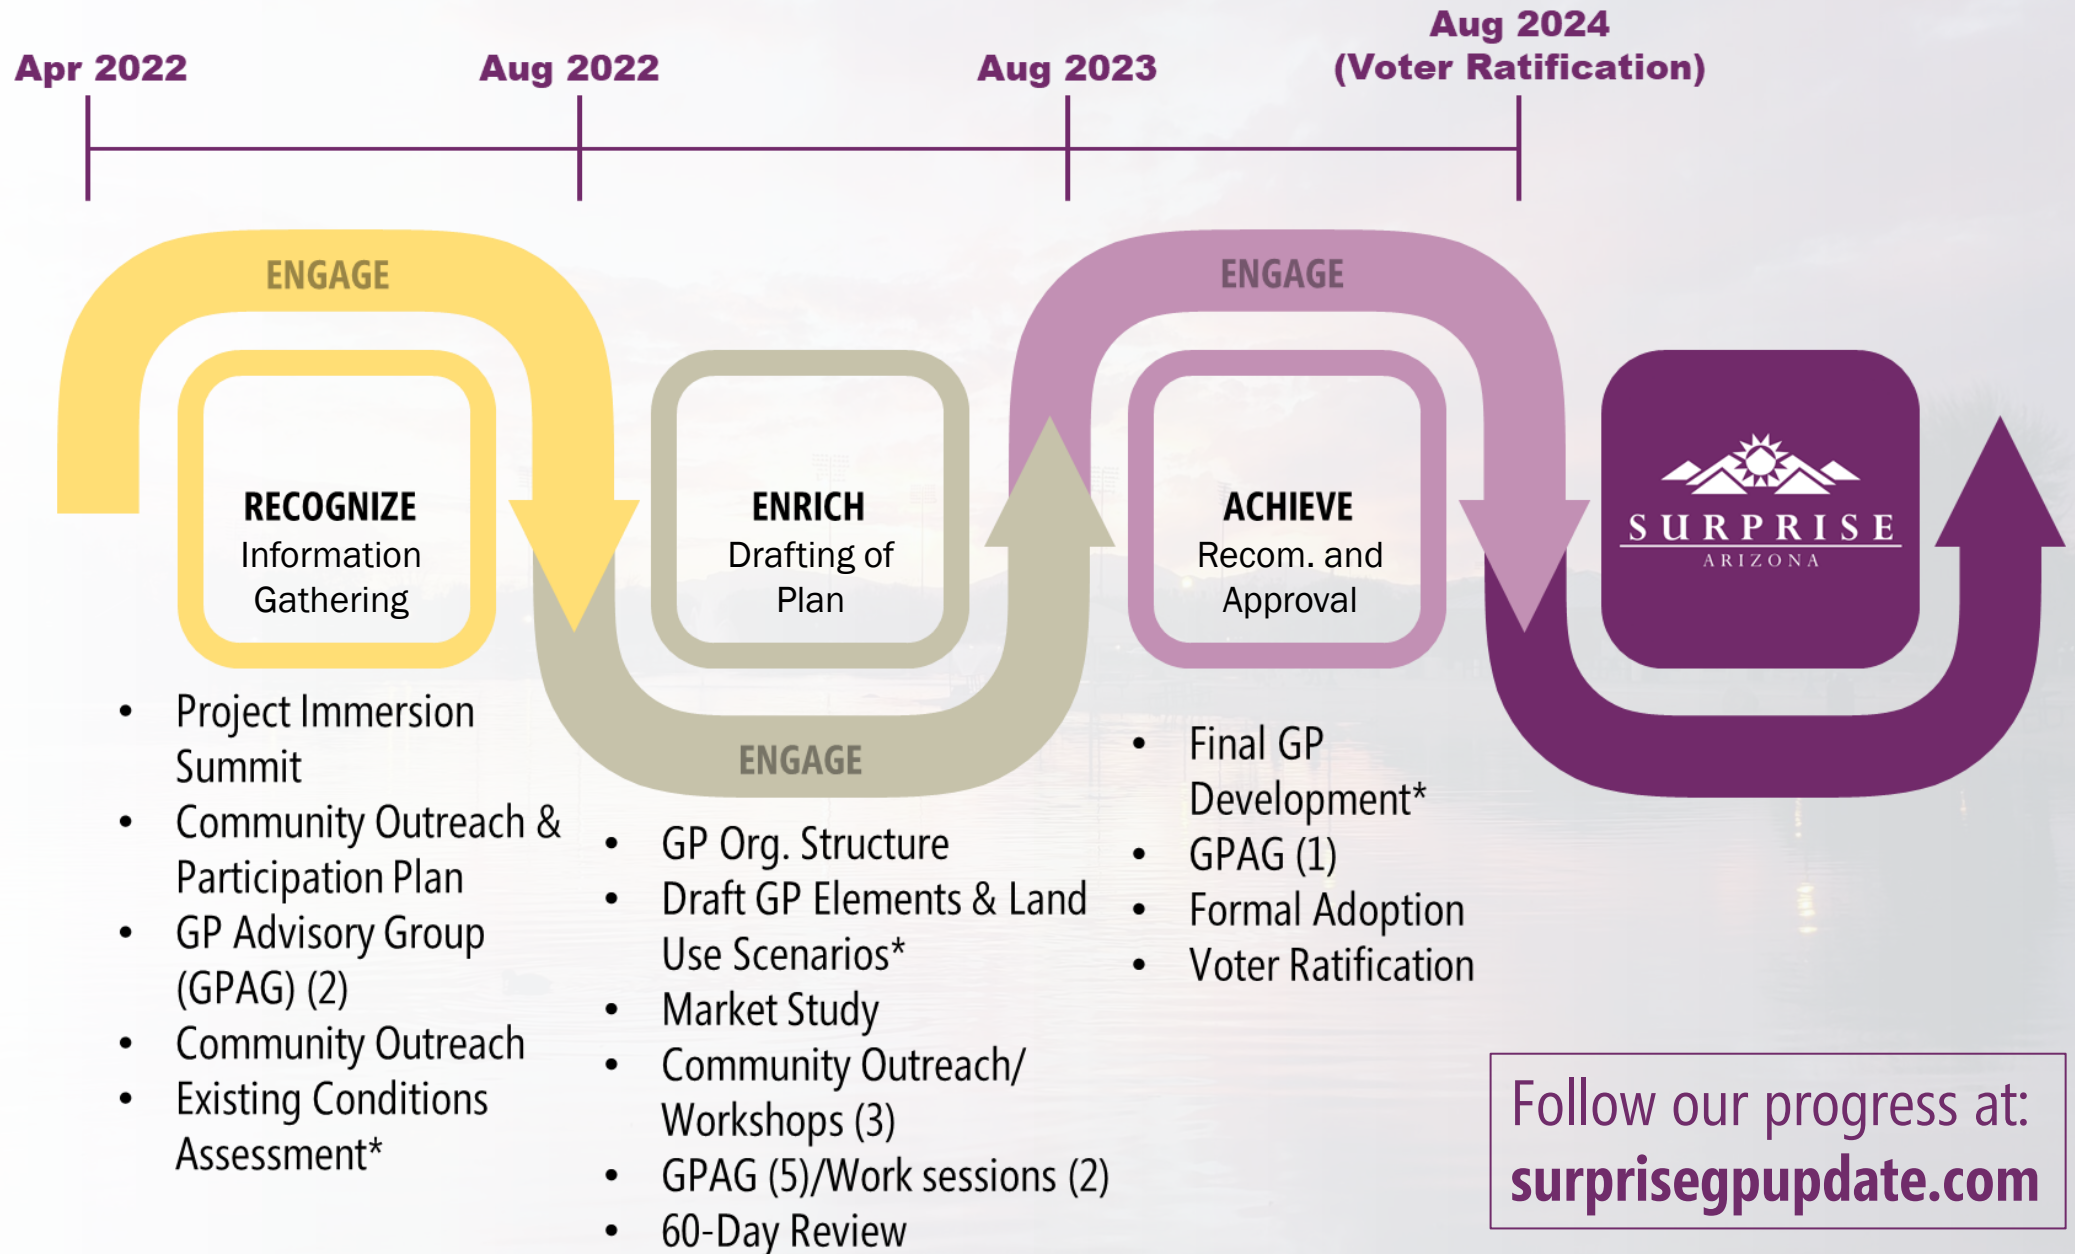 Apr 2022
Aug 2022
Aug 2023
Aug 2024
(Voter Ratification)
ENGAGE
RECOGNIZE
Information
Gathering
• Project Immersion
Summit
• Community Outreach &
Participation Plan
• GP Advisory Group
(GPAG) (2)
• Community Outreach
• Existing Conditions
Assessment*
ENRICH
Drafting of
Plan
ENGAGE
• GP Org. Structure
• Draft GP Elements & Land
Use Scenarios*
• Market Study
• Community Outreach/
Workshops (3)
• GPAG (5)/Work sessions (2)
• 60-Day Review
ENGAGE
ACHIEVE
Recom. and
Approval
• Final GP
Development*
• GPAG (1)
• Formal Adoption
• Voter Ratification
SURPRISE
ARIZONA
Follow our progress at:
surprisegpupdate.com